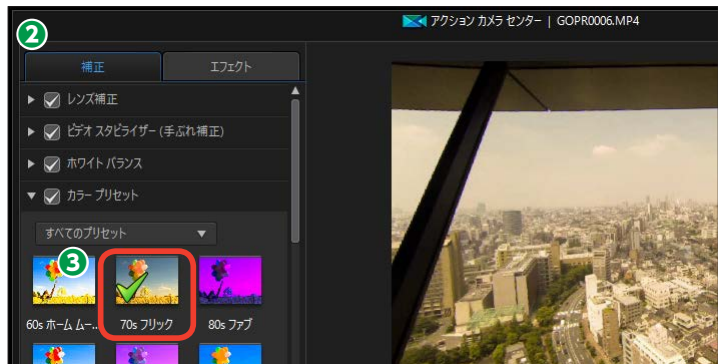 ②
アクション カメラ センター | GOPR0006.MP4
補正 エフェクト
レンズ補正
ビデオ スタビライザー (手ぶれ補正)
ホワイト バランス
カラー プリセット
すべてのプリセット
③
60s ホーム ムー... 70s フリック 80s ファブ